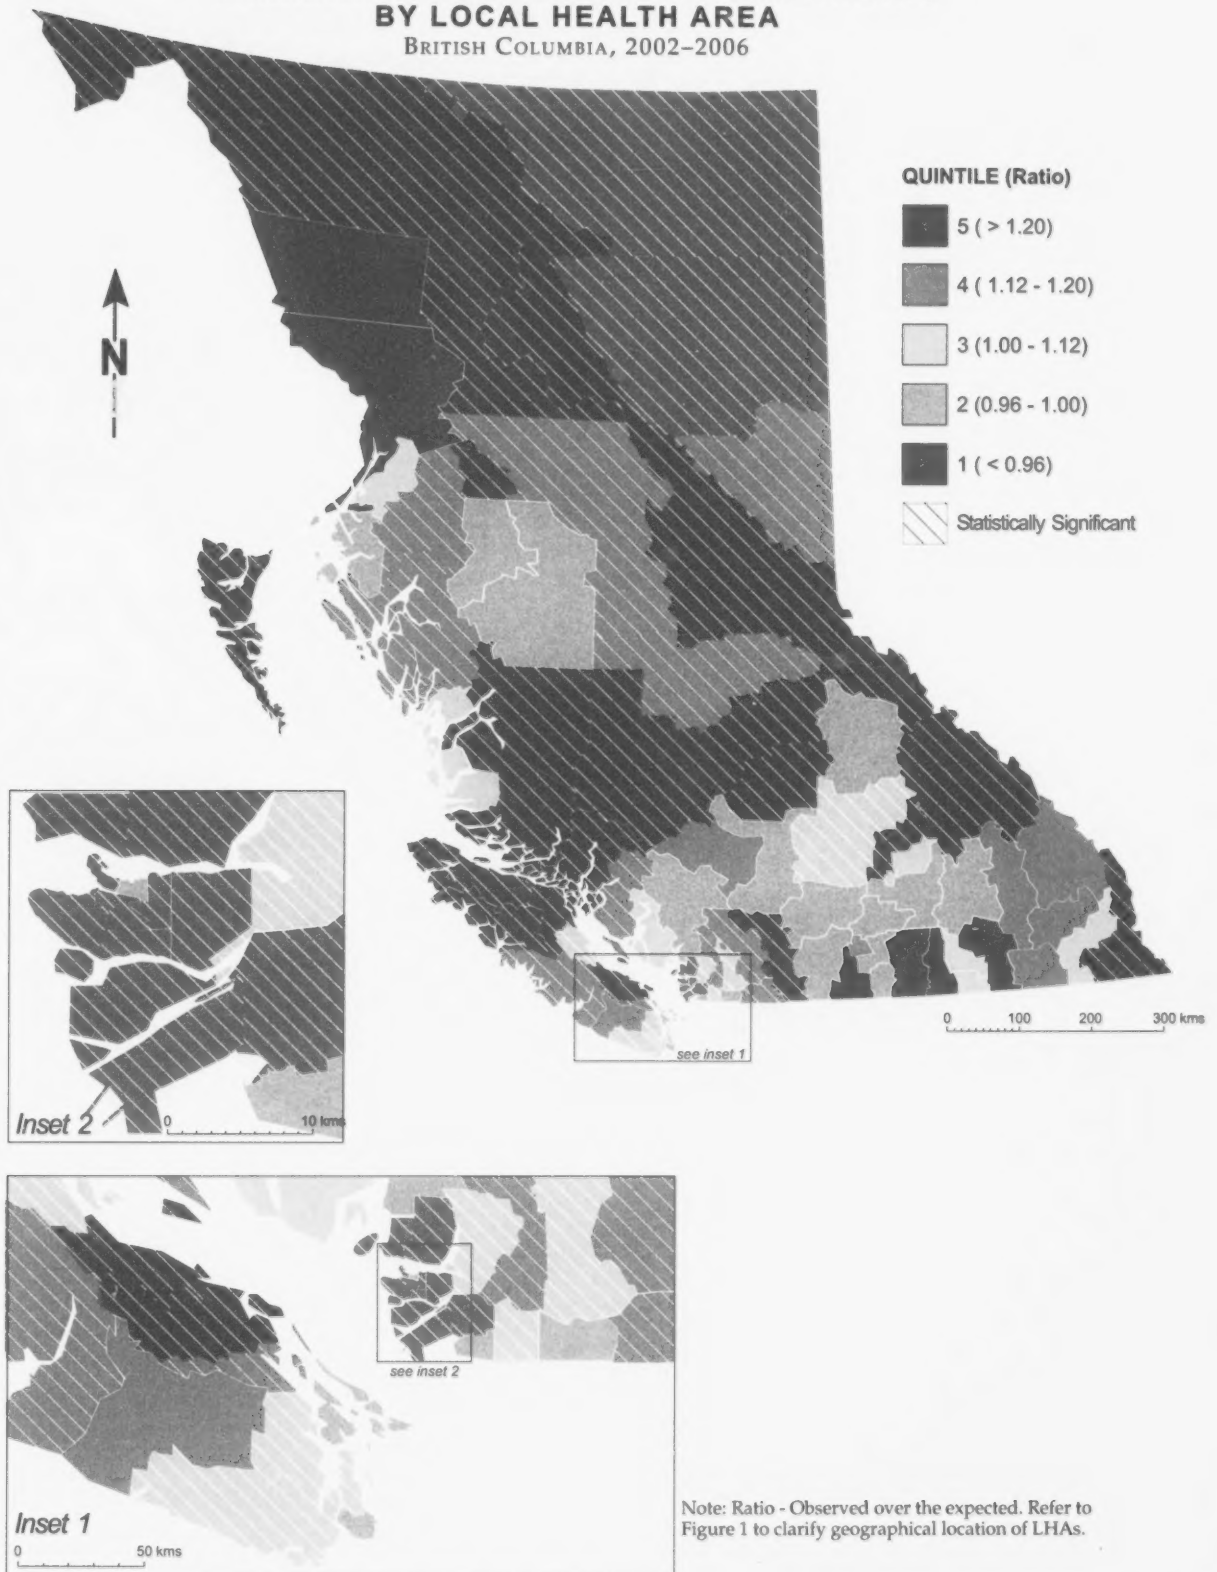 BY LOCAL HEALTH AREA
BRITISH COLUMBIA, 2002–2006
QUINTILE (Ratio)
5 ( > 1.20)
4 ( 1.12 - 1.20)
3 (1.00 - 1.12)
2 (0.96 - 1.00)
1 ( < 0.96)
Statistically Significant
N
0 100 200 300 kms
see inset 1
Inset 2
0 10 kms
see inset 2
Inset 1
0 50 kms
Note: Ratio - Observed over the expected. Refer to
Figure 1 to clarify geographical location of LHAs.